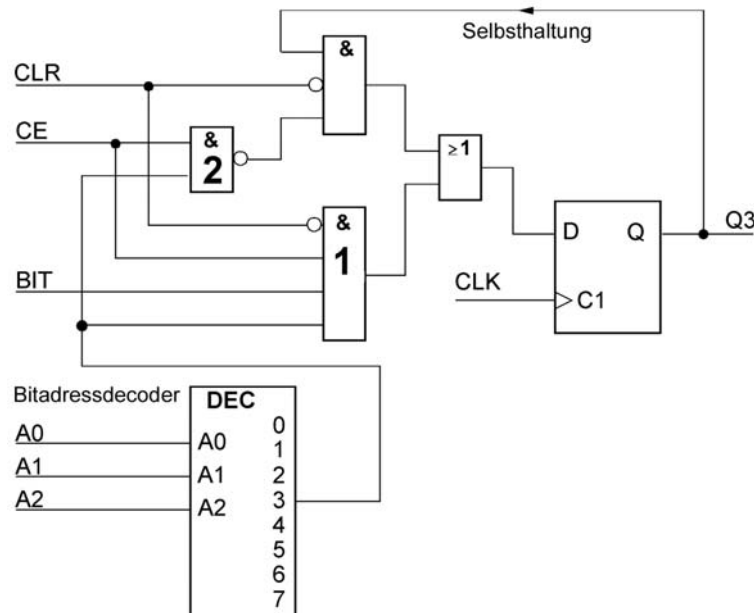 Selbsthaltung
&
CLR
CE
&
2
≥1
&
1
D Q
Q3
BIT
CLK
C1
Bitadressdecoder
DEC
A0
A0
A1
A1
A2
A2
0
1
2
3
4
5
6
7